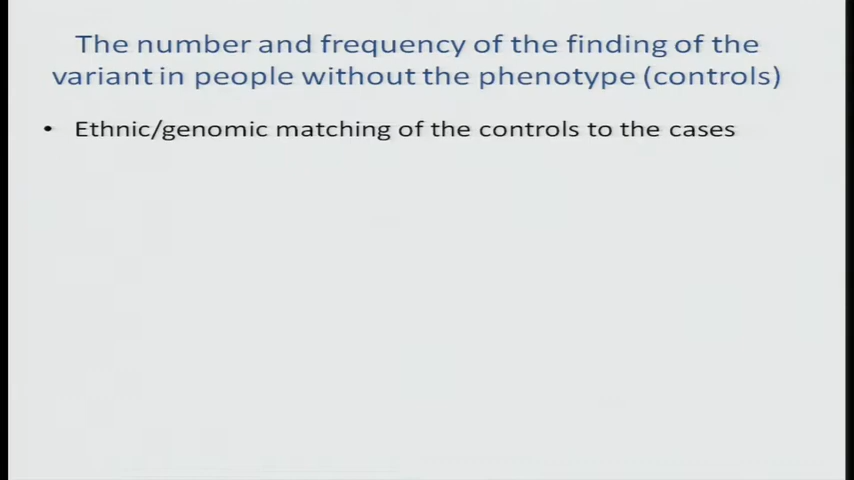 The number and frequency of the finding of the
variant in people without the phenotype (controls)
• Ethnic/genomic matching of the controls to the cases